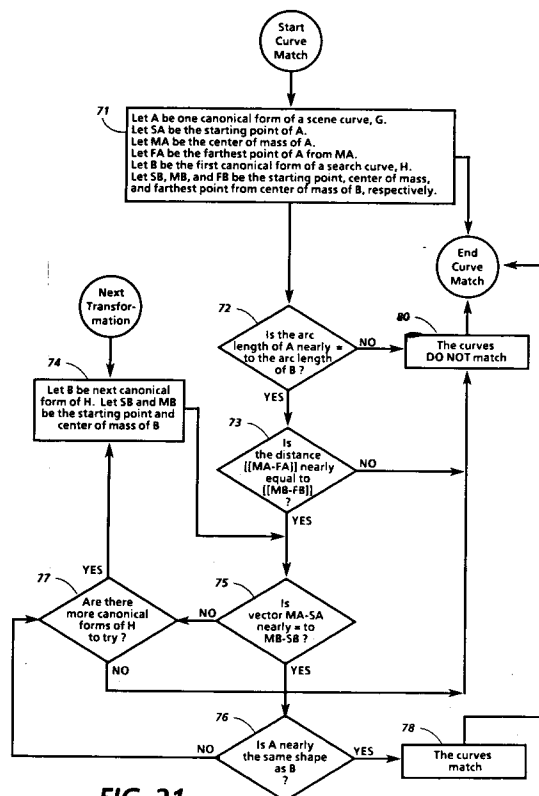 Start
Curve
Match
71
Let A be one canonical form of a scene curve, G.
Let SA be the starting point of A.
Let MA be the center of mass of A.
Let FA be the farthest point of A from MA.
Let B be the first canonical form of a search curve, H.
Let SB, MB, and FB be the starting point, center of mass,
and farthest point from center of mass of B, respectively.
End
Curve
Match
Next
Transfor-
mation
72
Is the arc
length of A nearly =
to the arc length
of B ?
NO
YES
80
The curves
DO NOT match
74
Let B be next canonical
form of H. Let SB and MB
be the starting point and
center of mass of B
73
Is
the distance
[[MA-FA]] nearly
equal to
[[MB-FB]]
?
NO
YES
YES
77
Are there
more canonical
forms of H
to try ?
NO
75
Is
vector MA-SA
nearly = to
MB-SB ?
NO
YES
76
Is A nearly
the same shape
as B
?
NO
YES
78
The curves
match
FIG. 21